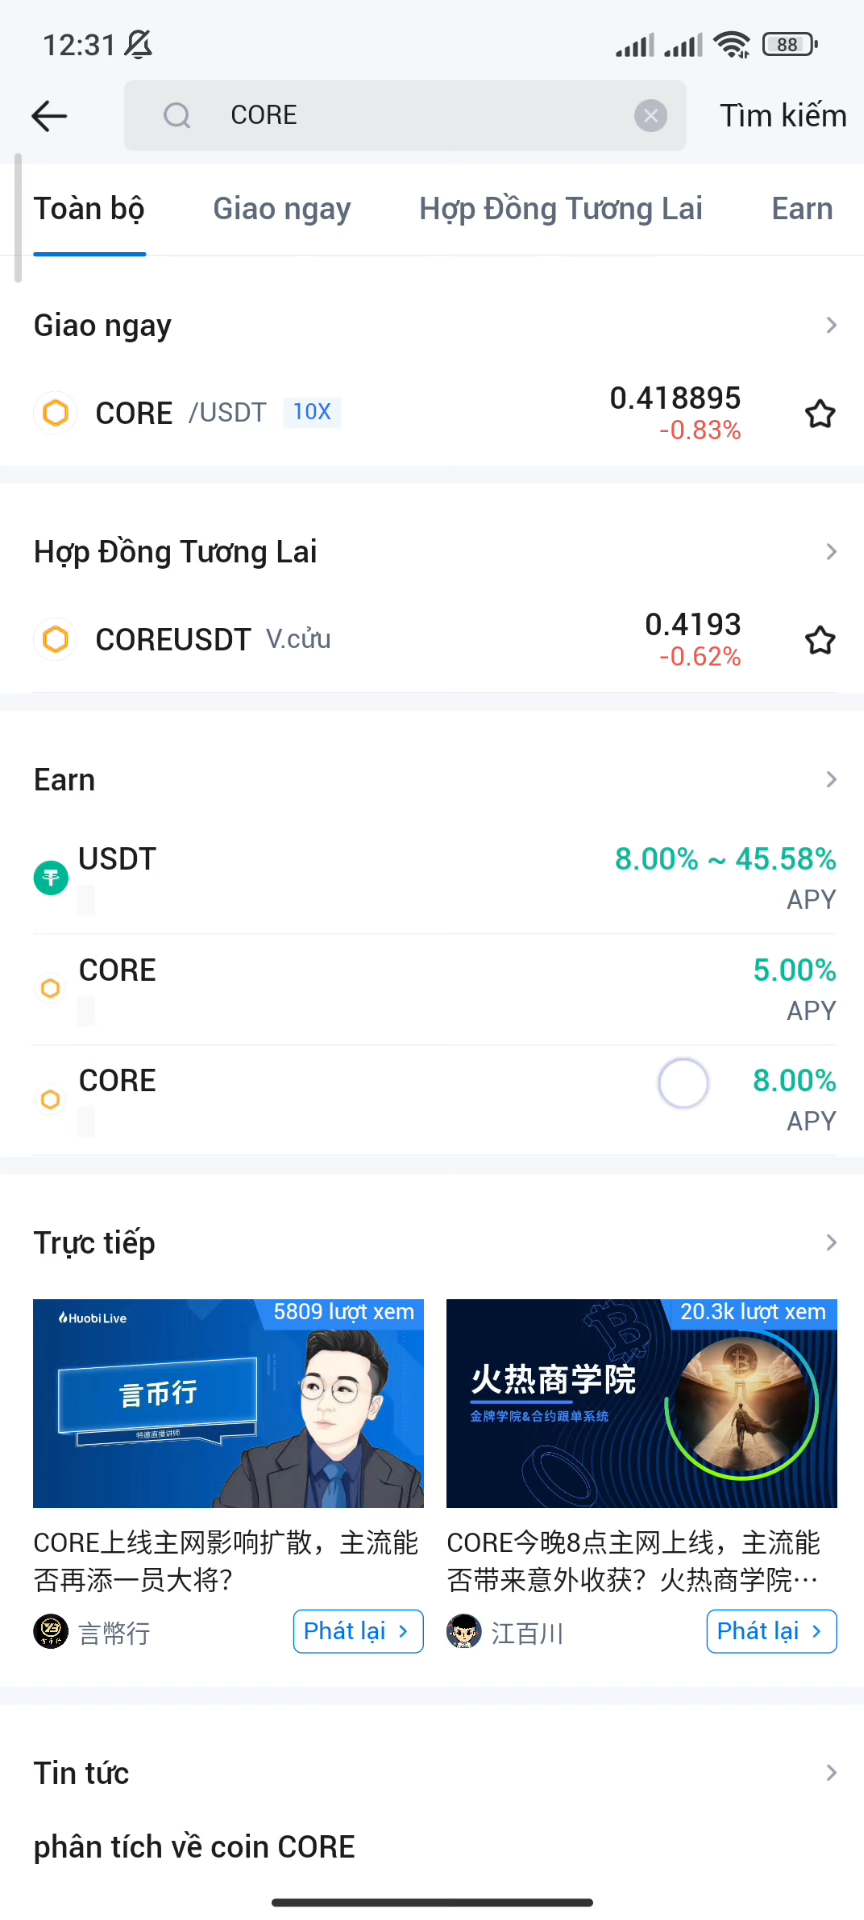 12:31
88
CORE
Tìm kiếm
Toàn bộ
Giao ngay
Hợp Đồng Tương Lai
Earn
Giao ngay
CORE /USDT 10X
0.418895
-0.83%
Hợp Đồng Tương Lai
COREUSDT V.cửu
0.4193
-0.62%
Earn
USDT
8.00% ~ 45.58%
APY
CORE
5.00%
APY
CORE
8.00%
APY
Trực tiếp
Huobi Live
5809 lượt xem
言币行
特邀直播讲师
20.3k lượt xem
火热商学院
金牌学院&合约跟单系统
CORE上线主网影响扩散，主流能
否再添一员大将？
言幣行
Phát lại
CORE今晚8点主网上线，主流能
否带来意外收获？火热商学院…
江百川
Phát lại
Tin tức
phân tích về coin CORE